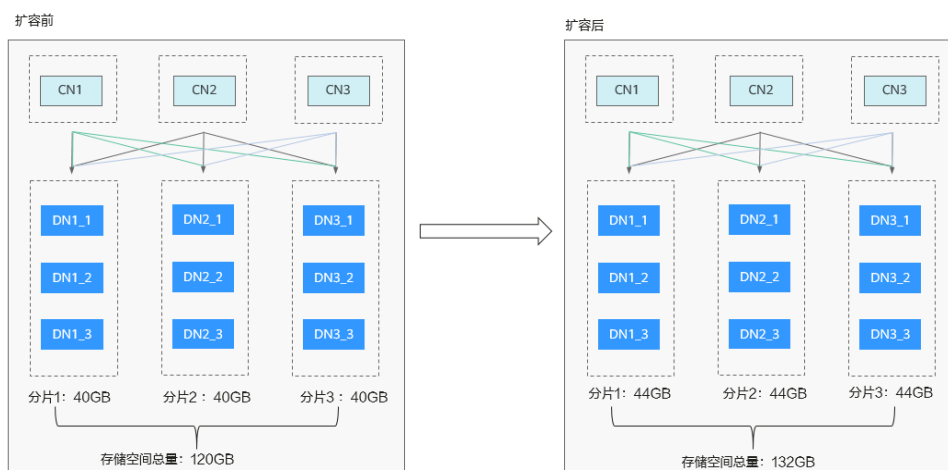 扩容前
CN1
CN2
CN3
DN1_1
DN2_1
DN3_1
DN1_2
DN2_2
DN3_2
DN1_3
DN2_3
DN3_3
分片1：40GB
分片2 ：40GB
分片3 ：40GB
存储空间总量：120GB
扩容后
CN1
CN2
CN3
DN1_1
DN2_1
DN3_1
DN1_2
DN2_2
DN3_2
DN1_3
DN2_3
DN3_3
分片1：44GB
分片2：44GB
分片3：44GB
存储空间总量：132GB